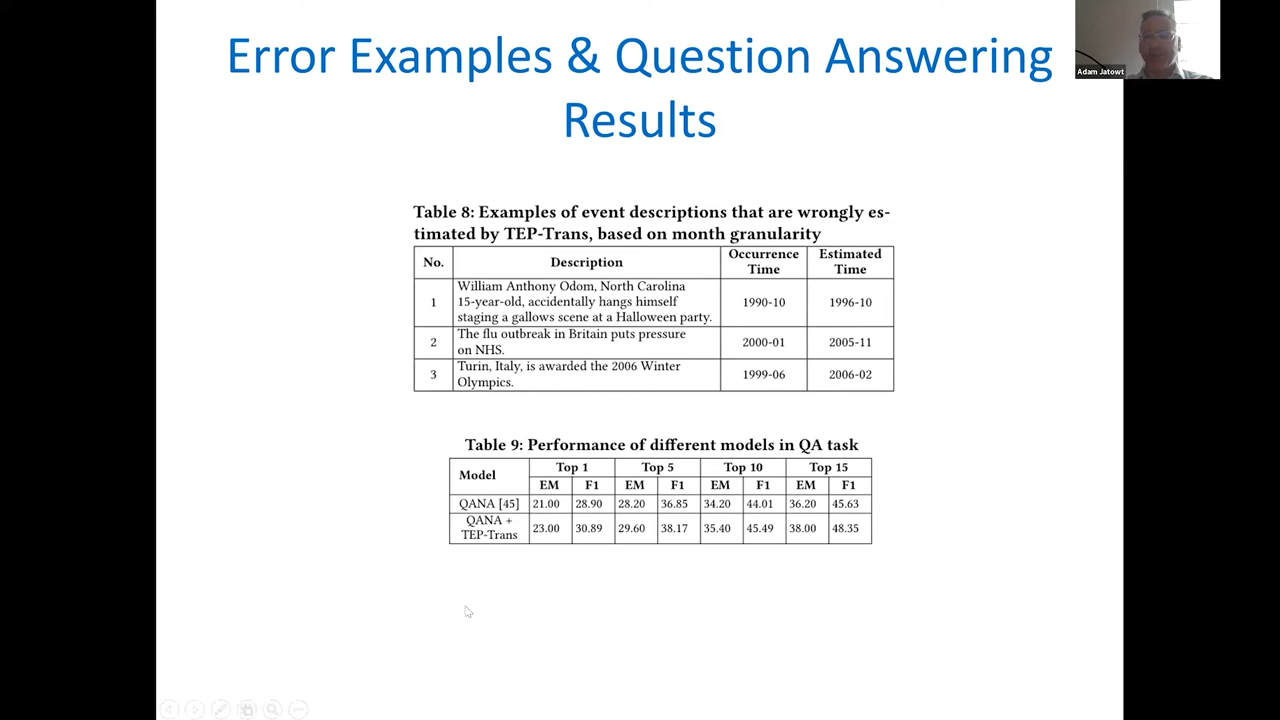 Error Examples & Question Answering
Results
Adam Jatowt
Table 8: Examples of event descriptions that are wrongly es-
timated by TEP-Trans, based on month granularity
No. Description Occurrence Time Estimated Time
1 William Anthony Odom, North Carolina
15-year-old, accidentally hangs himself
staging a gallows scene at a Halloween party. 1990-10 1996-10
2 The flu outbreak in Britain puts pressure
on NHS. 2000-01 2005-11
3 Turin, Italy, is awarded the 2006 Winter
Olympics. 1999-06 2006-02
Table 9: Performance of different models in QA task
Model Top 1 Top 5 Top 10 Top 15
EM F1 EM F1 EM F1 EM F1
QANA [45] 21.00 28.90 28.20 36.85 34.20 44.01 36.20 45.63
QANA +
TEP-Trans 23.00 30.89 29.60 38.17 35.40 45.49 38.00 48.35